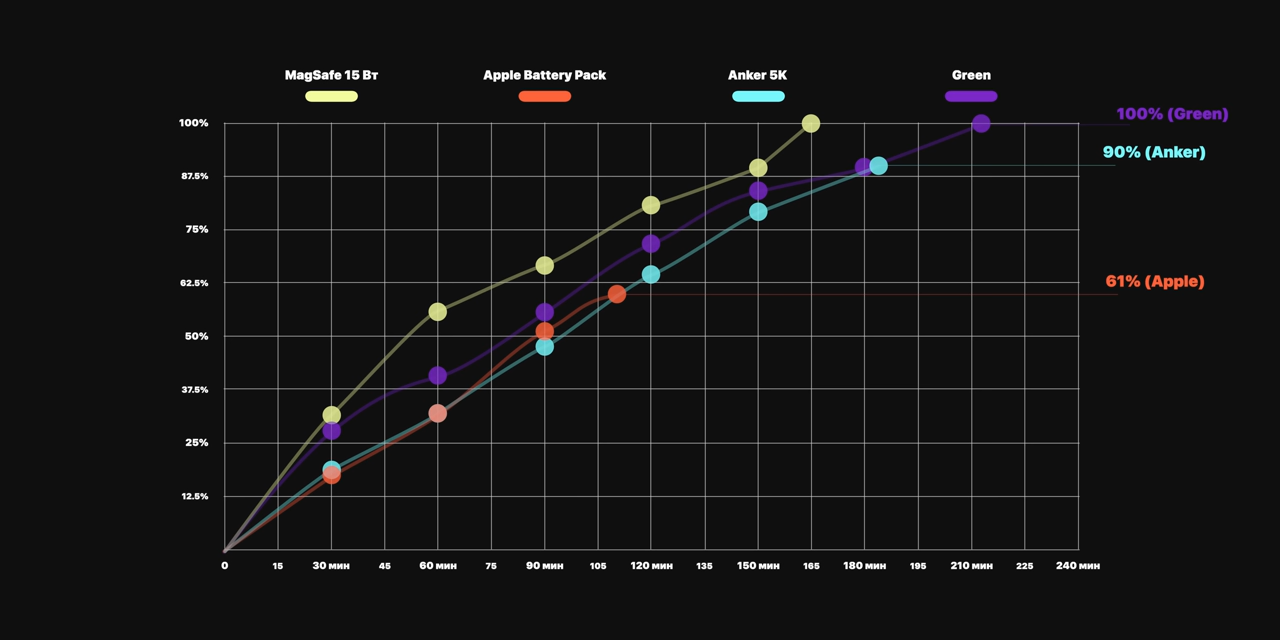 MagSafe 15 Вт
Apple Battery Pack
Anker 5K
Green
100% (Green)
100%
90% (Anker)
87.5%
75%
62.5%
61% (Apple)
50%
37.5%
25%
12.5%
0 15 30 мин 45 60 мин 75 90 мин 105 120 мин 135 150 мин 165 180 мин 195 210 мин 225 240 мин